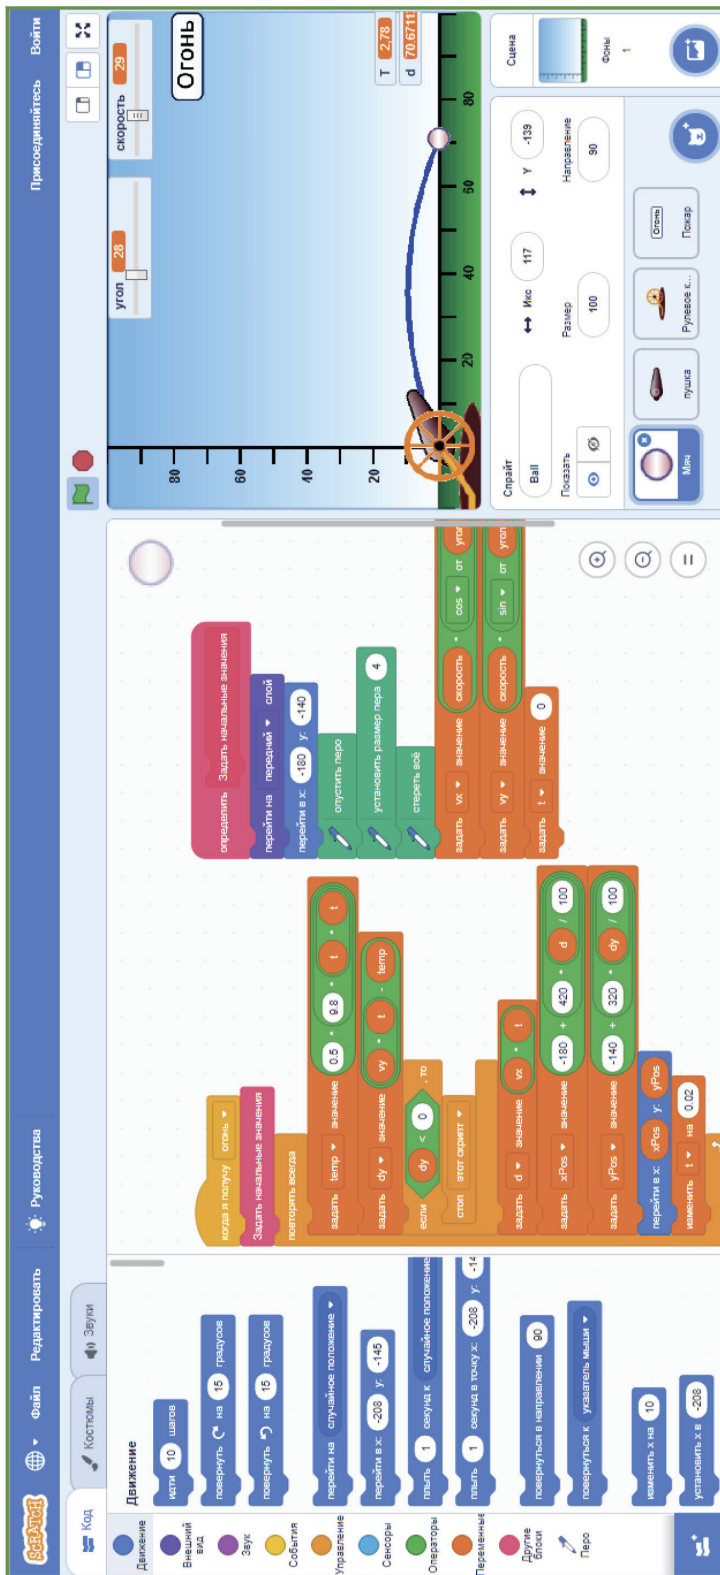 SCRATCH
Файл
Редактировать
Руководства
Присоединяйтесь
Войти
Код
Костюмы
Звуки
Движение
Внешний вид
Звук
События
Управление
Сенсоры
Операторы
Переменные
Другие блоки
Перо
Движение
идти 10 шагов
повернуть на 15 градусов
повернуть на 15 градусов
перейти на случайное положение
перейти в x: -208 y: -145
плыть 1 секунд к случайное положение
плыть 1 секунд в точку x: -208 y: -14
повернуться в направлении 90
повернуться к указатель мыши
изменить x на 10
установить x в -208
когда я получу огонь
Задать начальные значения
повторять всегда
задать temp значение 0.5 * 9.8 * t * t
задать dy значение vy * t - temp
если dy < 0 , то
стоп этот скрипт
задать d значение vx * t
задать xPos значение -180 + 420 * d / 100
задать yPos значение -140 + 320 * dy / 100
перейти в x: xPos y: yPos
изменить t на 0.02
определить Задать начальные значения
перейти на передний слой
перейти в x: -180 y: -140
опустить перо
установить размер пера 4
стереть всё
задать vx значение скорость * cos от угол
задать vy значение скорость * sin от угол
задать t значение 0
угол 28
скорость 29
Огонь
T 2,78
d 70.6711
80
60
40
20
20
40
60
80
Спрайт
Ball
Икс 117
Y -139
Показать
Размер
100
Направление
90
Мяч
пушка
Рулевое к...
Огонь
Пожар
Сцена
Фоны
1